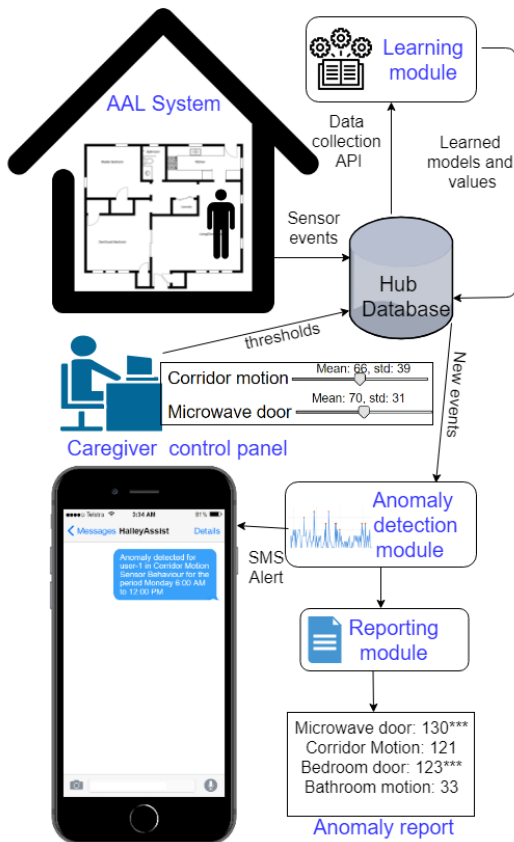 Learning
module
AAL System
Data
collection
API
Learned
models and
values
Sensor
events
Hub
Database
thresholds
Mean: 66, std: 39
Corridor motion
Mean: 70, std: 31
Microwave door
New events
Caregiver control panel
Telstra
3:34 AM
81%
Messages HalleyAssist Details
Anomaly detected for
user-1 in Corridor Motion
Sensor Behaviour for the
period Monday 6:00 AM
to 12:00 PM
SMS
Alert
Anomaly
detection
module
Reporting
module
Microwave door: 130***
Corridor Motion: 121
Bedroom door: 123***
Bathroom motion: 33
Anomaly report